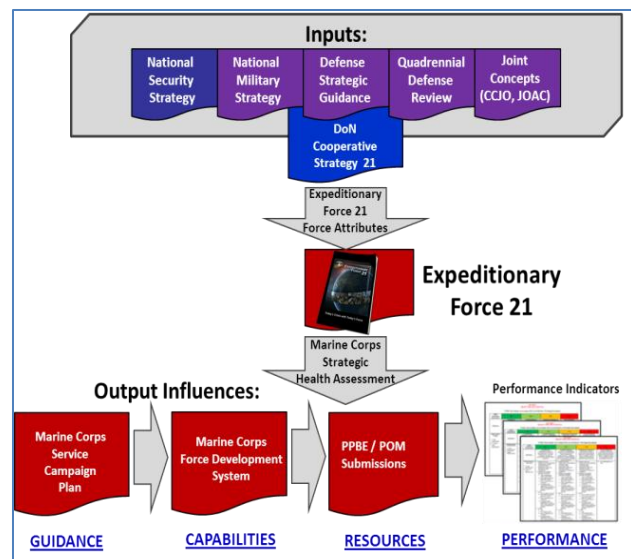 Inputs:
National
Security
Strategy
National
Military
Strategy
Defense
Strategic
Guidance
Quadrennial
Defense
Review
Joint
Concepts
(CCJO, JOAC)
DoN
Cooperative
Strategy 21
Expeditionary
Force 21
Force Attributes
Expeditionary
Force 21
Marine Corps
Strategic
Health Assessment
Output Influences:
Performance Indicators
Marine Corps
Service
Campaign
Plan
Marine Corps
Force Development
System
PPBE / POM
Submissions
GUIDANCE
CAPABILITIES
RESOURCES
PERFORMANCE